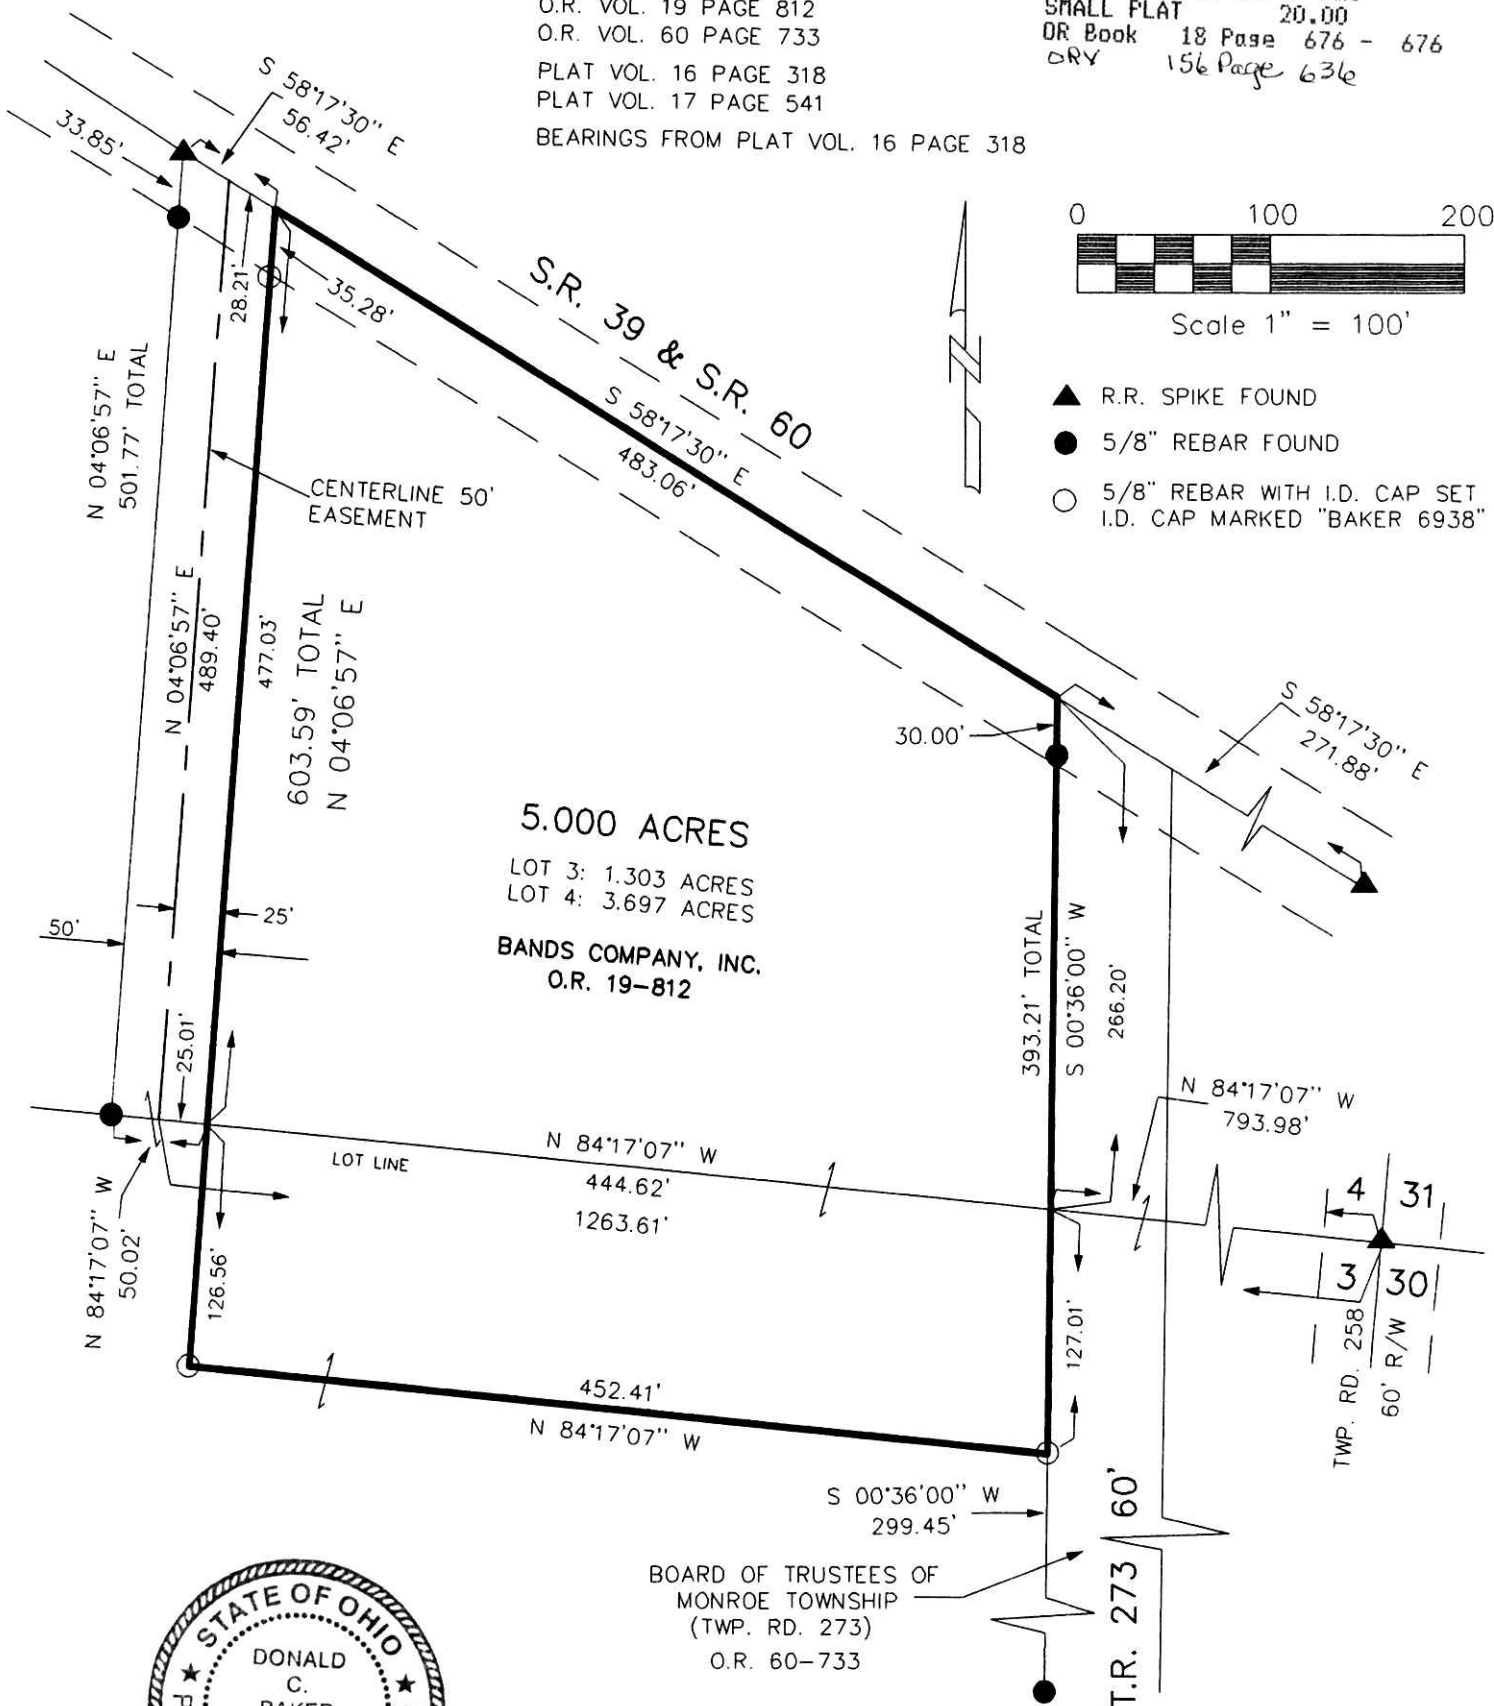 O.R. VOL. 19 PAGE 812
O.R. VOL. 60 PAGE 733
PLAT VOL. 16 PAGE 318
PLAT VOL. 17 PAGE 541
BEARINGS FROM PLAT VOL. 16 PAGE 318
SMALL PLAT 20.00
OR Book 18 Page 676 - 676
ORV 156 Page 636
S 58°17'30" E
56.42'
33.85'
28.21'
35.28'
S.R. 39 & S.R. 60
S 58°17'30" E
483.06'
0 100 200
Scale 1" = 100'
R.R. SPIKE FOUND
5/8" REBAR FOUND
5/8" REBAR WITH I.D. CAP SET
I.D. CAP MARKED "BAKER 6938"
N 04°06'57" E
501.77' TOTAL
CENTERLINE 50'
EASEMENT
N 04°06'57" E
489.40'
477.03'
603.59' TOTAL
N 04°06'57" E
30.00'
S 58°17'30" E
271.88'
5.000 ACRES
LOT 3: 1.303 ACRES
LOT 4: 3.697 ACRES
BANDS COMPANY, INC.
O.R. 19-812
50'
25'
25.01'
393.21' TOTAL
S 00°36'00" W
266.20'
N 84°17'07" W
793.98'
N 84°17'07" W
444.62'
1263.61'
LOT LINE
N 84°17'07" W
50.02'
126.56'
127.01'
4 31
3 30
TWP. RD. 258
60' R/W
452.41'
N 84°17'07" W
S 00°36'00" W
299.45'
BOARD OF TRUSTEES OF
MONROE TOWNSHIP
(TWP. RD. 273)
O.R. 60-733
T.R. 273 60'
STATE OF OHIO
DONALD
C.
BAKER